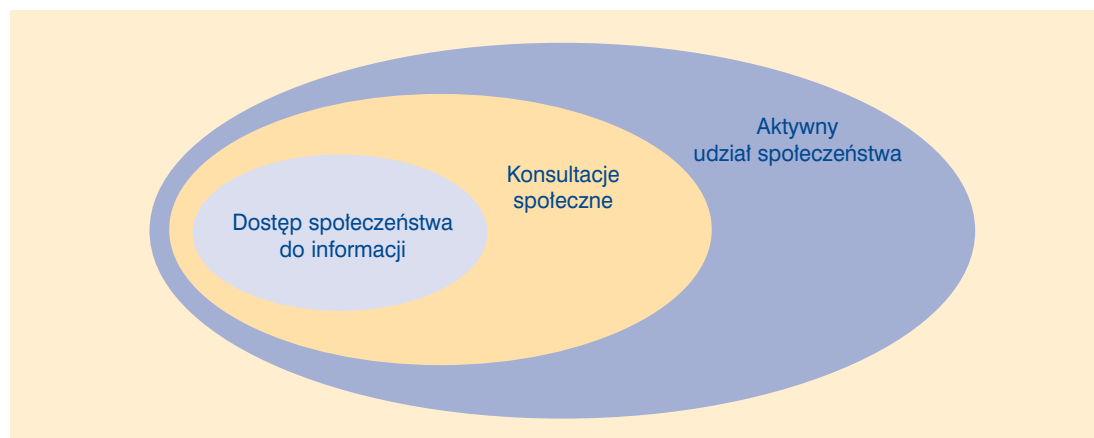 Aktywny
udział społeczeństwa
Konsultacje
społeczne
Dostęp społeczeństwa
do informacji